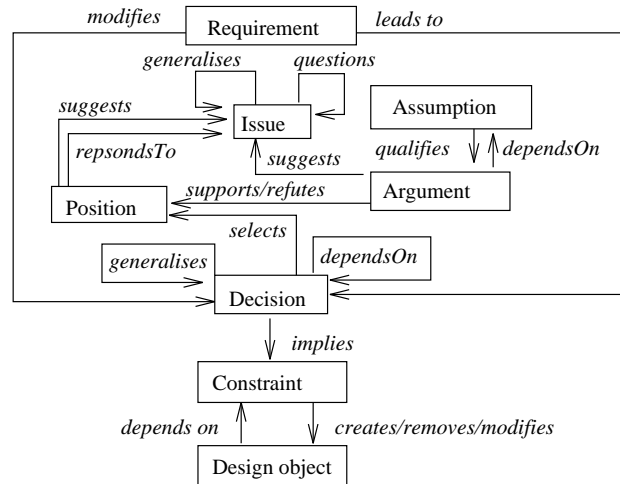 modifies
Requirement
leads to
generalises
questions
suggests
Issue
Assumption
repsondsTo
qualifies
dependsOn
suggests
Position
supports/refutes
Argument
selects
generalises
dependsOn
Decision
implies
Constraint
depends on
creates/removes/modifies
Design object